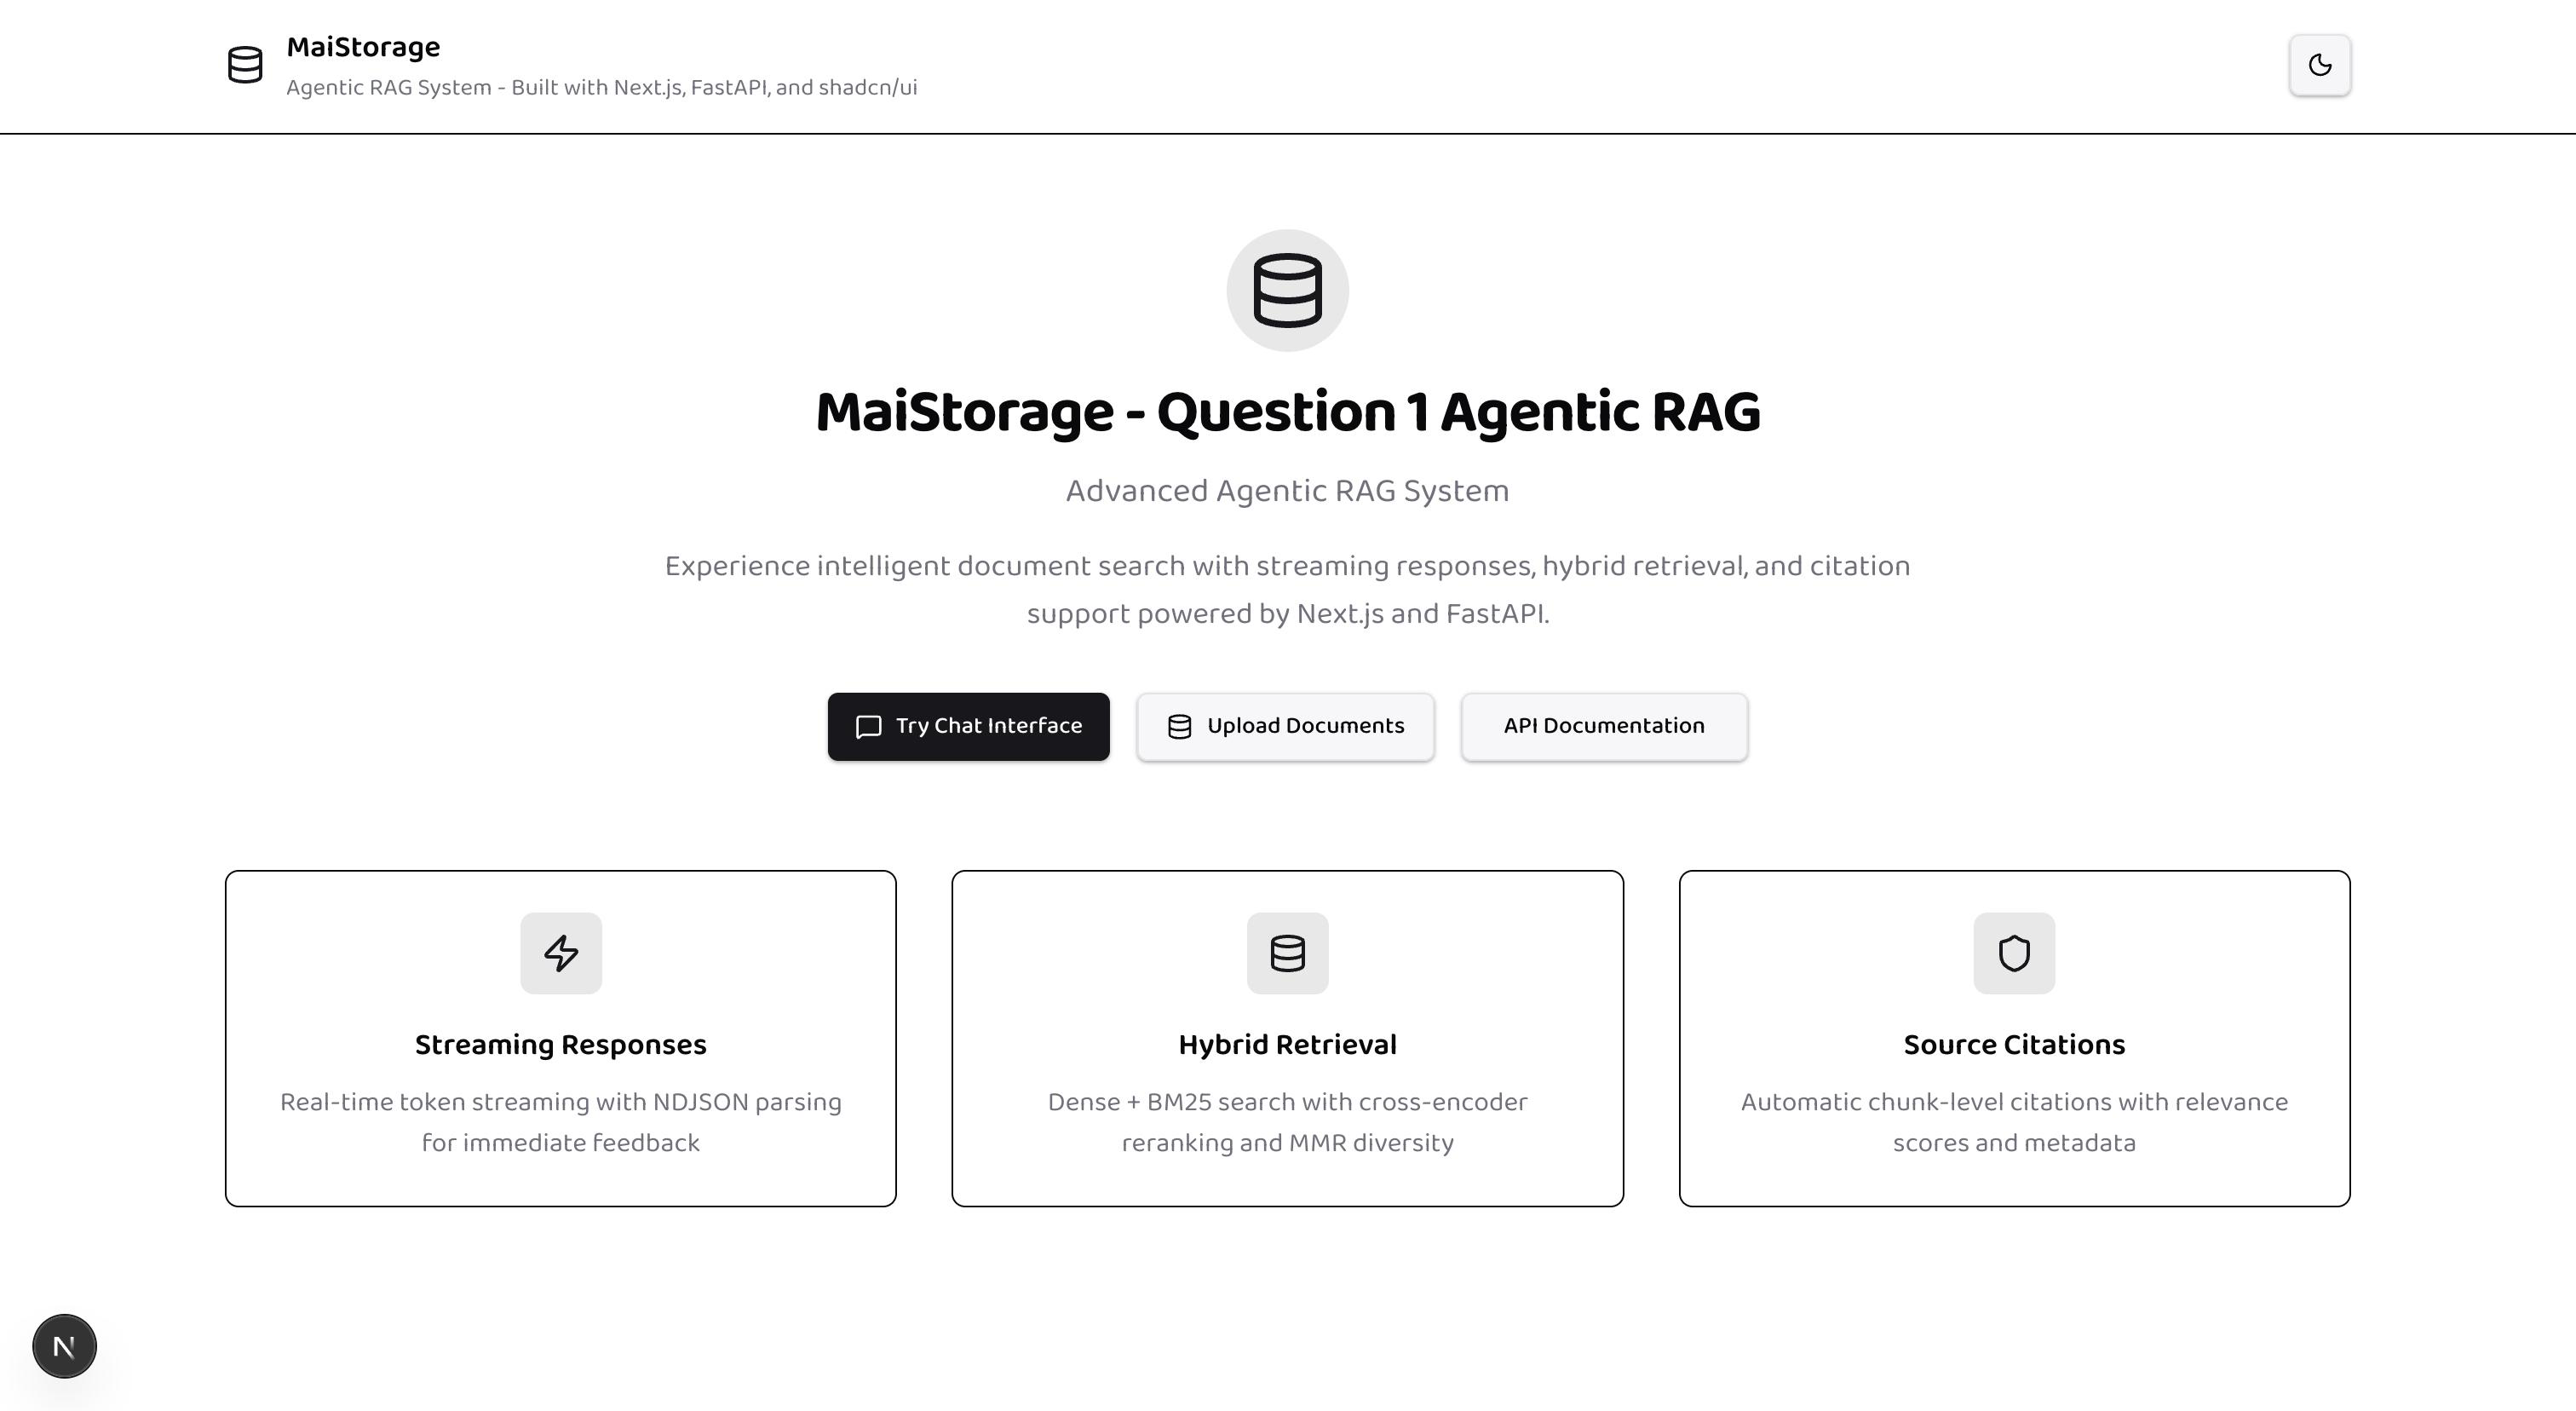 MaiStorage
Agentic RAG System - Built with Next.js, FastAPI, and shadcn/ui
MaiStorage - Question 1 Agentic RAG
Advanced Agentic RAG System
Experience intelligent document search with streaming responses, hybrid retrieval, and citation
support powered by Next.js and FastAPI.
Try Chat Interface
Upload Documents
API Documentation
Streaming Responses
Real-time token streaming with NDJSON parsing
for immediate feedback
Hybrid Retrieval
Dense + BM25 search with cross-encoder
reranking and MMR diversity
Source Citations
Automatic chunk-level citations with relevance
scores and metadata
N